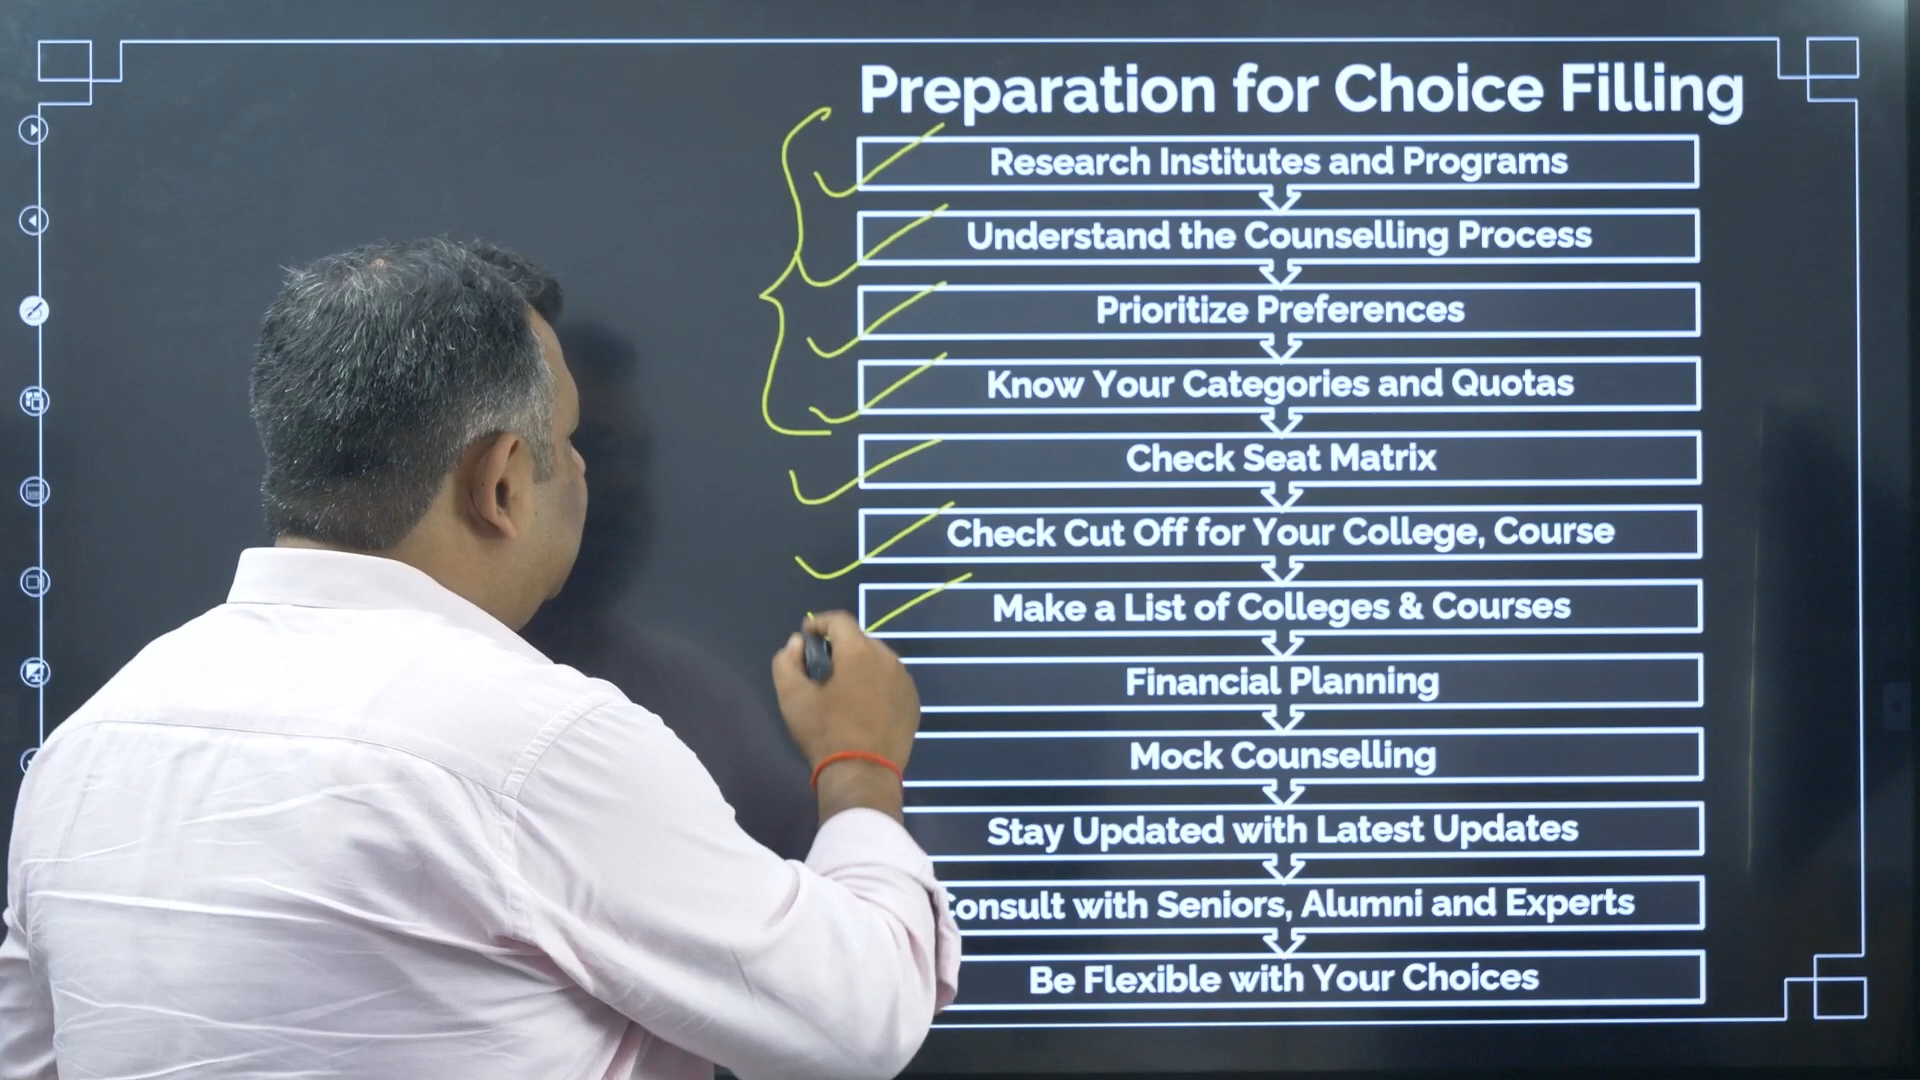 Preparation for Choice Filling
Research Institutes and Programs
Understand the Counselling Process
Prioritize Preferences
Know Your Categories and Quotas
Check Seat Matrix
Check Cut Off for Your College, Course
Make a List of Colleges & Courses
Financial Planning
Mock Counselling
Stay Updated with Latest Updates
Consult with Seniors, Alumni and Experts
Be Flexible with Your Choices